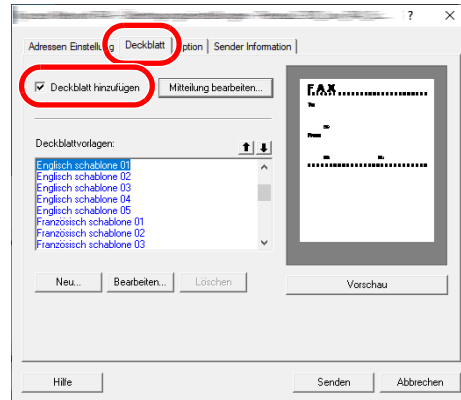 ? ×
Adressen Einstellu Deckblatt ption Sender Information
Deckblatt hinzufügen Mitteilung bearbeiten...
FAX
To:
From:
Deckblattvorlagen:
Englisch schablone 01
Englisch schablone 02
Englisch schablone 03
Englisch schablone 04
Englisch schablone 05
Französisch schablone 01
Französisch schablone 02
Französisch schablone 03
Neu... Bearbeiten... Löschen
Vorschau
Hilfe Senden Abbrechen